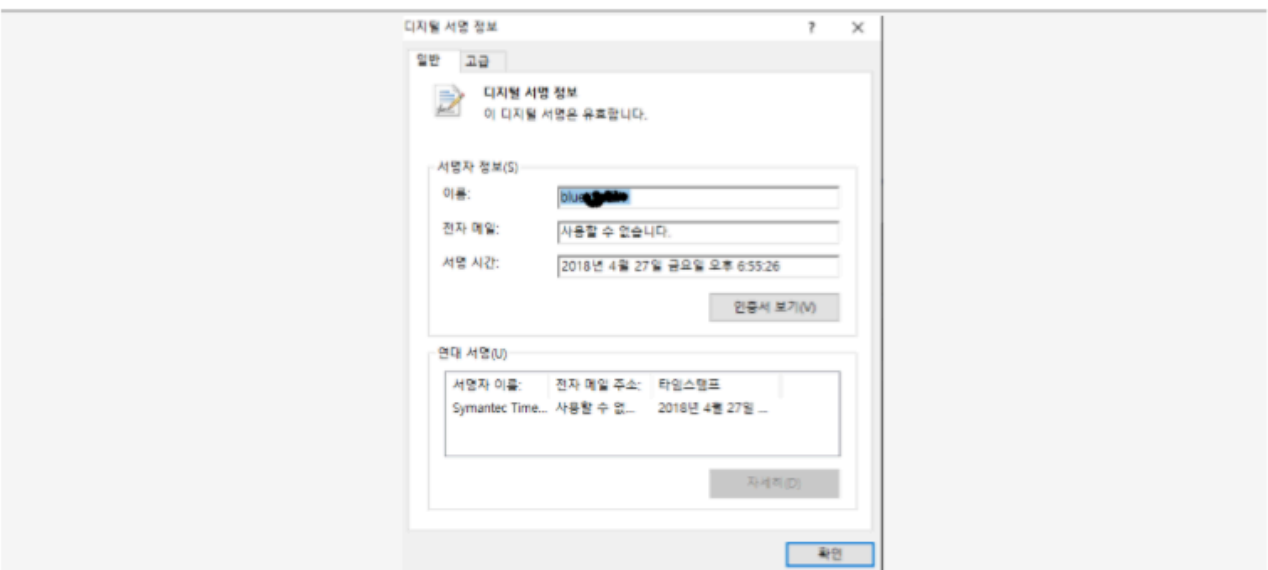 디지털 서명 정보 ? ×
일반 고급
디지털 서명 정보
이 디지털 서명은 유효합니다.
서명자 정보(S)
이름:
전자 메일: 사용할 수 없습니다.
서명 시간: 2018년 4월 27일 금요일 오후 6:55:26
인증서 보기(V)
연대 서명(U)
서명자 이름: 전자 메일 주소: 타임스탬프
Symantec Time... 사용할 수 없... 2018년 4월 27일 ...
자세히(D)
확인